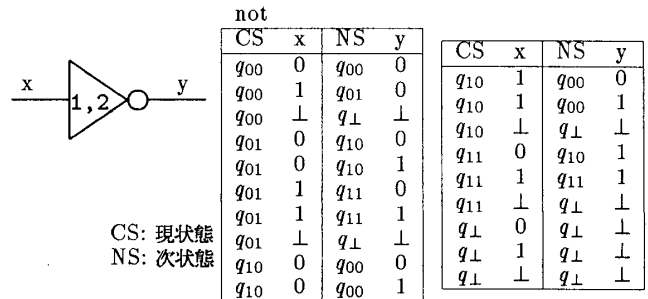 not
CS x NS y
q00 0 q00 0
q00 1 q01 0
q00 ⊥ q⊥ ⊥
q01 0 q10 0
q01 0 q10 1
q01 1 q11 0
q01 1 q11 1
q01 ⊥ q⊥ ⊥
q10 0 q00 0
q10 0 q00 1
CS x NS y
q10 1 q00 0
q10 1 q00 1
q10 ⊥ q⊥ ⊥
q11 0 q10 1
q11 1 q11 1
q11 ⊥ q⊥ ⊥
q⊥ 0 q⊥ ⊥
q⊥ 1 q⊥ ⊥
q⊥ ⊥ q⊥ ⊥
x 1,2 y
CS: 現状態
NS: 次状態